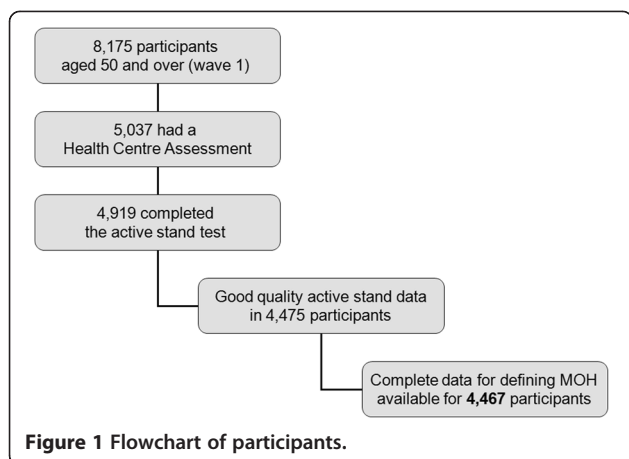 8,175 participants
aged 50 and over (wave 1)
5,037 had a
Health Centre Assessment
4,919 completed
the active stand test
Good quality active stand data
in 4,475 participants
Complete data for defining MOH
available for 4,467 participants
Figure 1 Flowchart of participants.